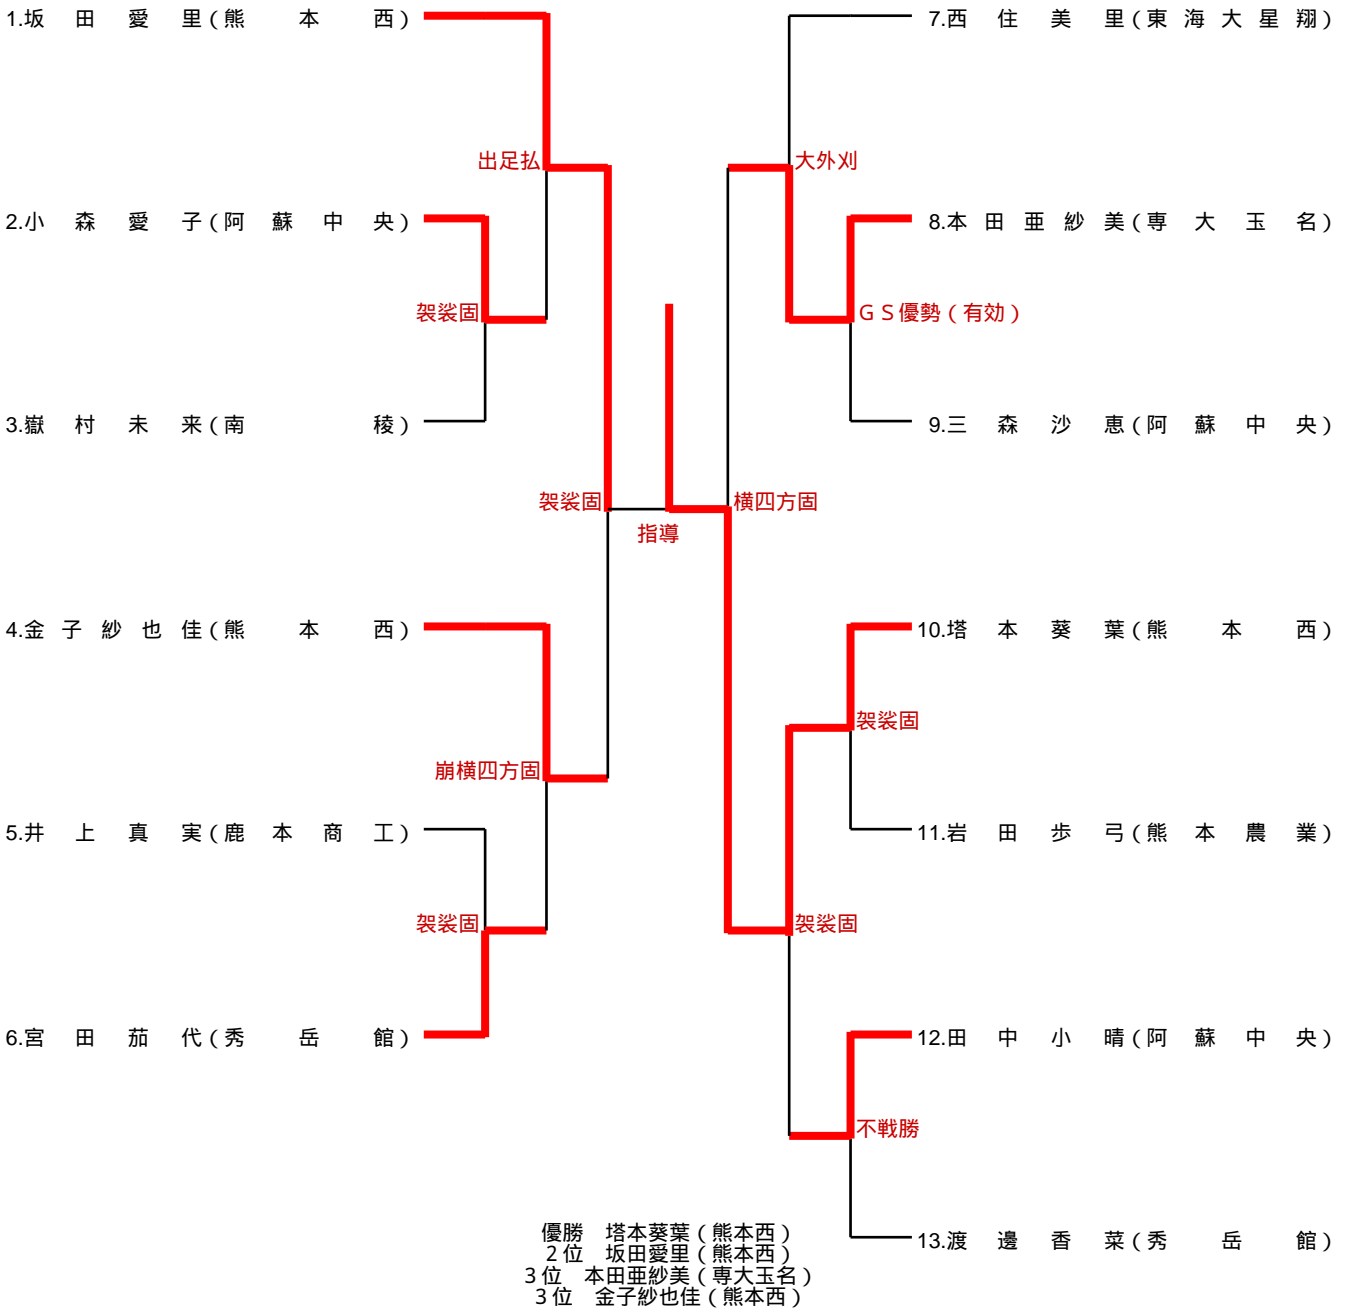 1.坂田愛里(熊本西)
7.西住美里(東海大星翔)
出足払
大外刈
2.小森愛子(阿蘇中央)
8.本田亜紗美(専大玉名)
袈裟固
GS優勢(有効)
3.嶽村未来(南稜)
9.三森沙恵(阿蘇中央)
袈裟固
横四方固
指導
4.金子紗也佳(熊本西)
10.塔本葵葉(熊本西)
袈裟固
崩横四方固
5.井上真実(鹿本商工)
11.岩田歩弓(熊本農業)
袈裟固
袈裟固
6.宮田茄代(秀岳館)
12.田中小晴(阿蘇中央)
不戦勝
13.渡邊香菜(秀岳館)
優勝 塔本葵葉(熊本西)
2位 坂田愛里(熊本西)
3位 本田亜紗美(専大玉名)
3位 金子紗也佳(熊本西)